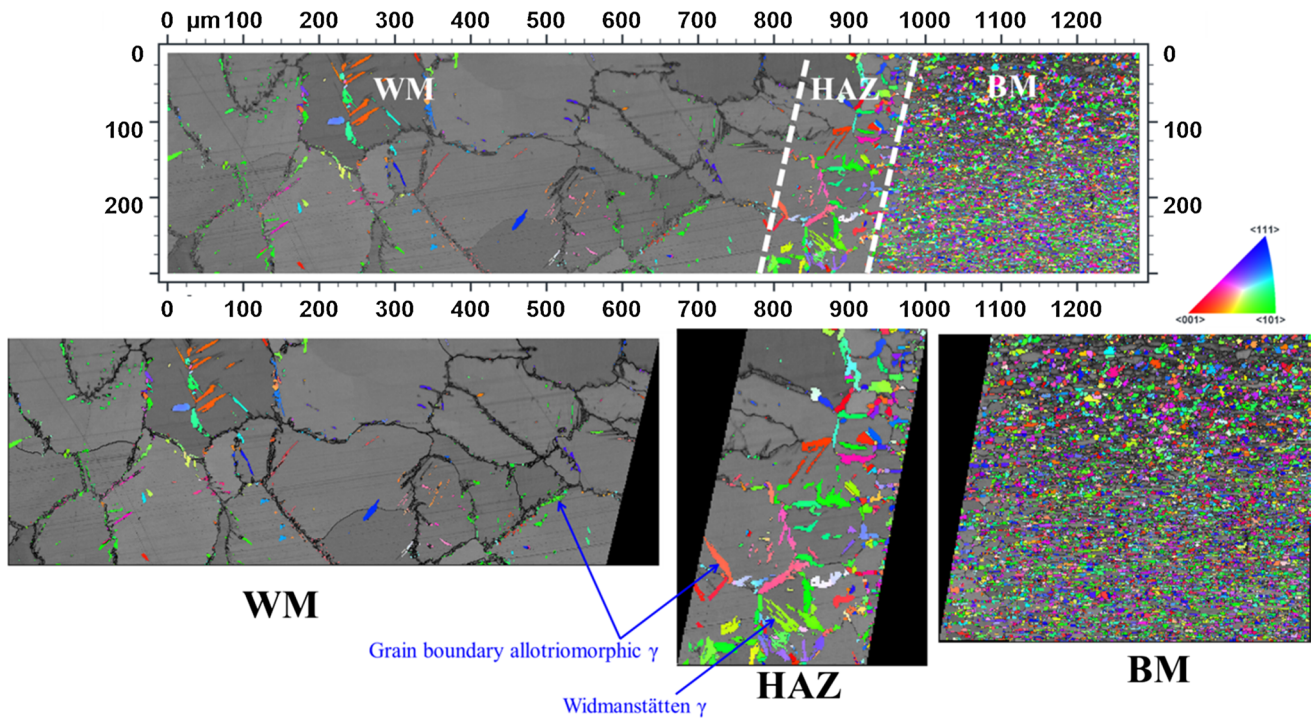 0 µm 100 200 300 400 500 600 700 800 900 1000 1100 1200
0 0
WM HAZ BM
100 100
200 200
<111>
<001> <101>
0 100 200 300 400 500 600 700 800 900 1000 1100 1200
WM
Grain boundary allotriomorphic γ
HAZ
BM
Widmanstätten γ